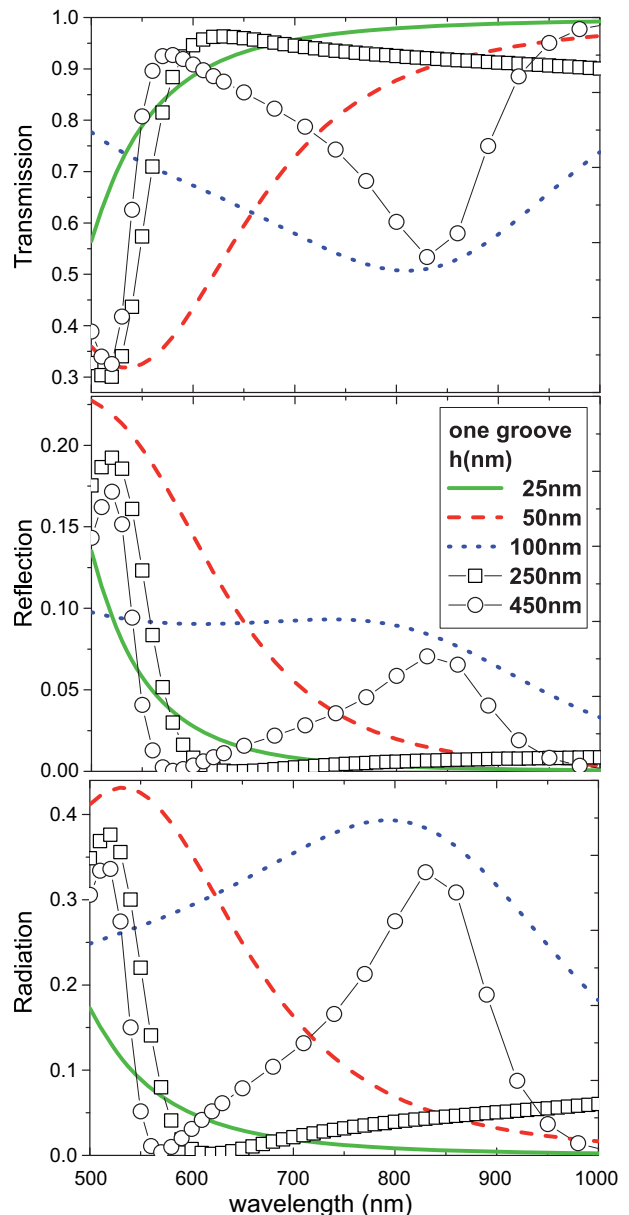 Transmission
1.0
0.9
0.8
0.7
0.6
0.5
0.4
0.3
Reflection
0.20
0.15
0.10
0.05
0.00
one groove
h(nm)
25nm
50nm
100nm
250nm
450nm
Radiation
0.4
0.3
0.2
0.1
0.0
500 600 700 800 900 1000
wavelength (nm)